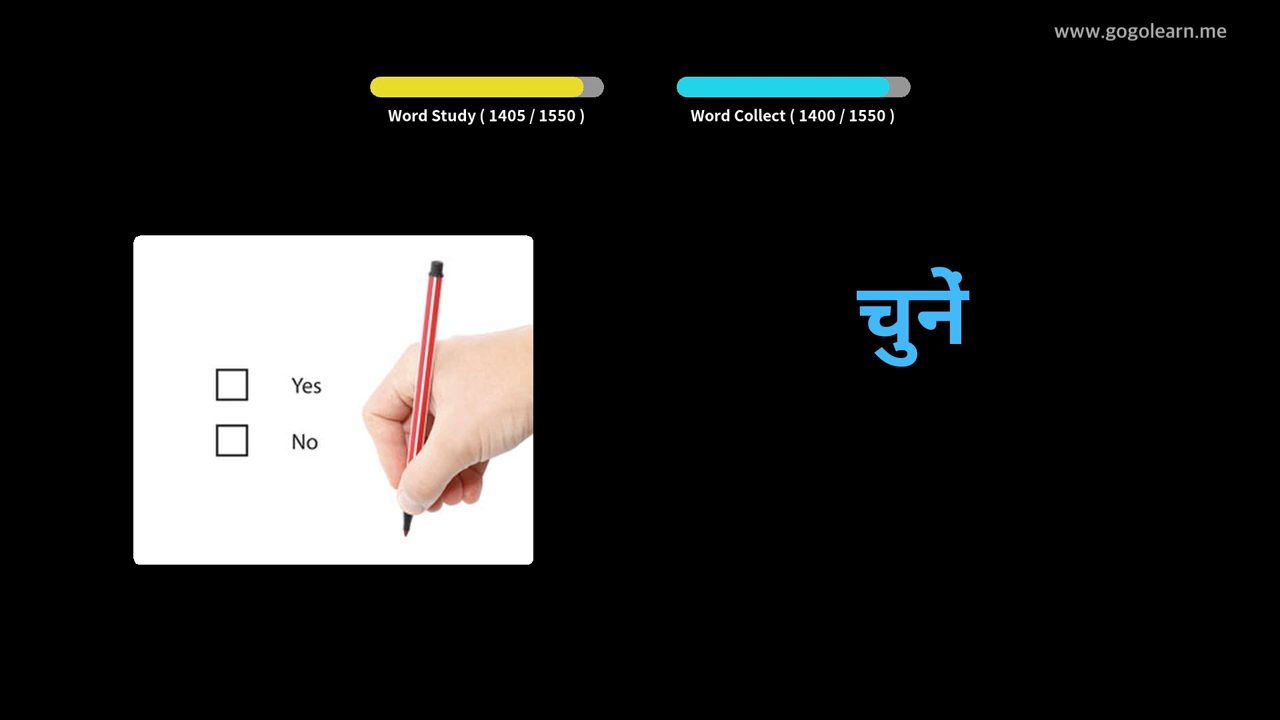 www.gogolearn.me
Word Study ( 1405 / 1550 )
Word Collect ( 1400 / 1550 )
चुनें
Yes
No